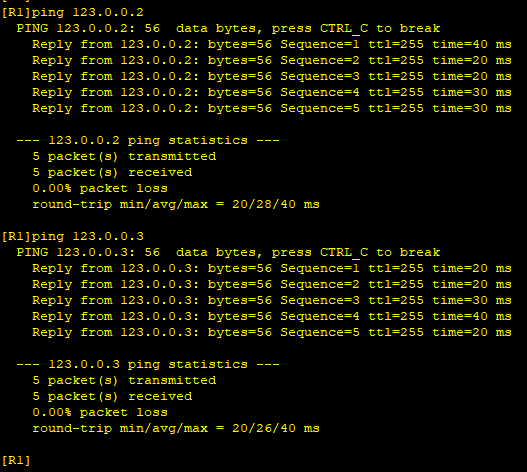 [R1]ping 123.0.0.2
PING 123.0.0.2: 56  data bytes, press CTRL_C to break
Reply from 123.0.0.2: bytes=56 Sequence=1 ttl=255 time=40 ms
Reply from 123.0.0.2: bytes=56 Sequence=2 ttl=255 time=20 ms
Reply from 123.0.0.2: bytes=56 Sequence=3 ttl=255 time=20 ms
Reply from 123.0.0.2: bytes=56 Sequence=4 ttl=255 time=30 ms
Reply from 123.0.0.2: bytes=56 Sequence=5 ttl=255 time=30 ms
--- 123.0.0.2 ping statistics ---
5 packet(s) transmitted
5 packet(s) received
0.00% packet loss
round-trip min/avg/max = 20/28/40 ms
[R1]ping 123.0.0.3
PING 123.0.0.3: 56  data bytes, press CTRL_C to break
Reply from 123.0.0.3: bytes=56 Sequence=1 ttl=255 time=20 ms
Reply from 123.0.0.3: bytes=56 Sequence=2 ttl=255 time=20 ms
Reply from 123.0.0.3: bytes=56 Sequence=3 ttl=255 time=30 ms
Reply from 123.0.0.3: bytes=56 Sequence=4 ttl=255 time=40 ms
Reply from 123.0.0.3: bytes=56 Sequence=5 ttl=255 time=20 ms
--- 123.0.0.3 ping statistics ---
5 packet(s) transmitted
5 packet(s) received
0.00% packet loss
round-trip min/avg/max = 20/26/40 ms
[R1]